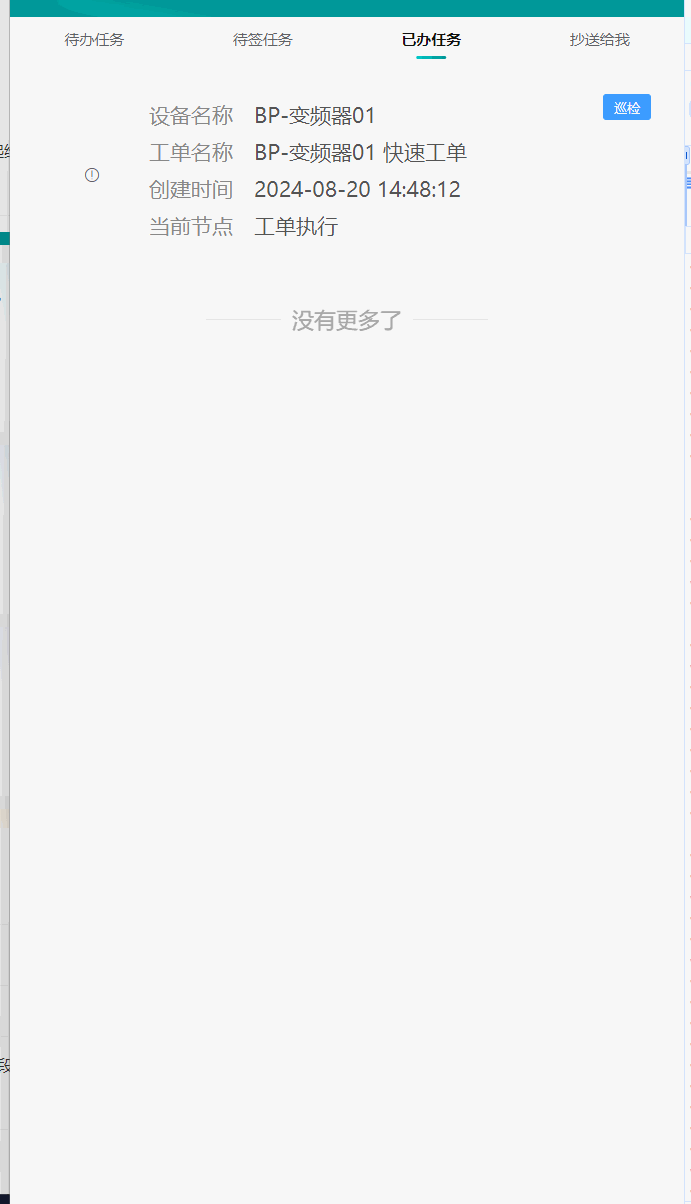 待办任务 待签任务 已办任务 抄送给我
设备名称 BP-变频器01 巡检
工单名称 BP-变频器01 快速工单
创建时间 2024-08-20 14:48:12
当前节点 工单执行
没有更多了
段